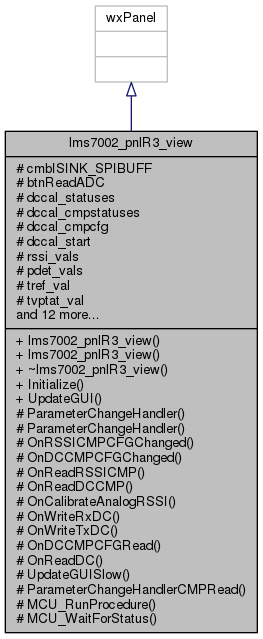 wxPanel
lms7002_pnlR3_view
# cmbISINK_SPIBUFF
# btnReadADC
# dccal_statuses
# dccal_cmpstatuses
# dccal_cmpcfg
# dccal_start
# rssi_vals
# pdet_vals
# tref_val
# tvptat_val
and 12 more...
+ lms7002_pnlR3_view()
+ lms7002_pnlR3_view()
+ ~lms7002_pnlR3_view()
+ Initialize()
+ UpdateGUI()
# ParameterChangeHandler()
# ParameterChangeHandler()
# OnRSSICMPCFGChanged()
# OnDCCMPCFGChanged()
# OnReadRSSICMP()
# OnReadDCCMP()
# OnCalibrateAnalogRSSI()
# OnWriteRxDC()
# OnWriteTxDC()
# OnDCCMPCFGRead()
# OnReadDC()
# UpdateGUISlow()
# ParameterChangeHandlerCMPRead()
# MCU_RunProcedure()
# MCU_WaitForStatus()